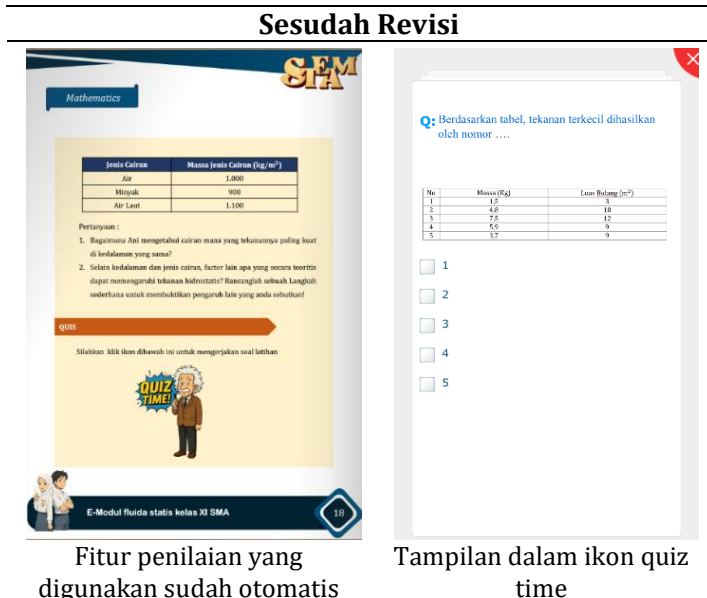 Sesudah Revisi
STEAM
Mathematics
Jenis Cairan Massa Jenis Cairan (kg/m³)
Air 1.000
Minyak 900
Air Laut 1.100
Pertanyaan :
1. Bagaimana Ani mengetahui cairan mana yang tekanannya paling kuat
di kedalaman yang sama?
2. Selain kedalaman dan jenis cairan, factor lain apa yang secara teoritis
dapat memengaruhi tekanan hidrostatis? Rancanglah sebuah Langkah
sederhana untuk membuktikan pengaruh lain yang anda sebutkan!
QUIS
Silahkan klik ikon dibawah ini untuk mengerjakan soal latihan
QUIZ
TIME!
E-Modul fluida statis kelas XI SMA
18
Fitur penilaian yang
digunakan sudah otomatis
Q: Berdasarkan tabel, tekanan terkecil dihasilkan
oleh nomor ….
No Massa (Kg) Luas Bidang (m²)
1 1,5 3
2 4,8 10
3 7,5 12
4 5,9 9
5 3,7 9
1
2
3
4
5
Tampilan dalam ikon quiz
time